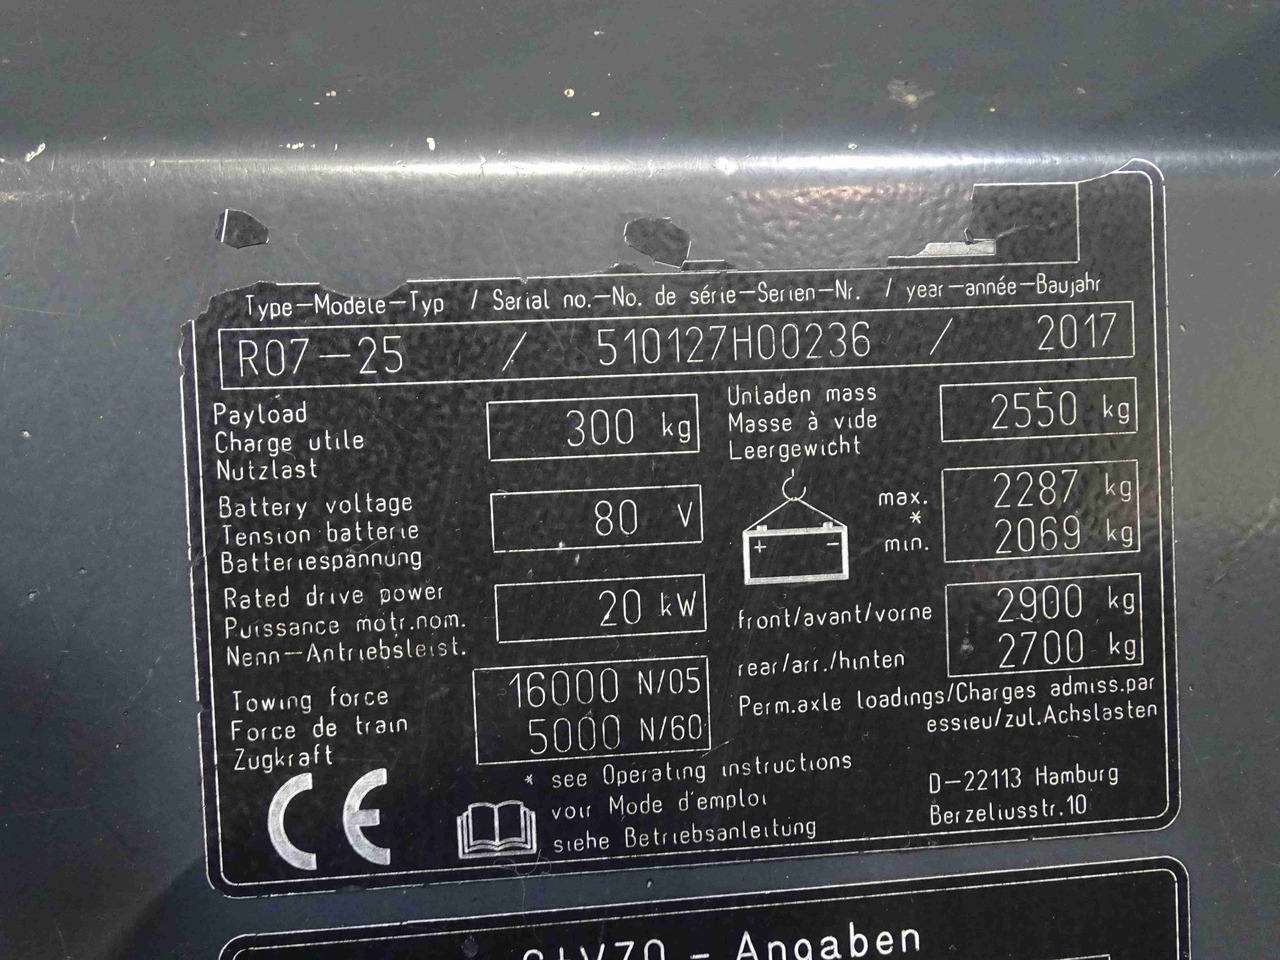 Type-Modèle-Typ / Serial no.-No. de série-Serien-Nr. / year-année-Baujahr
R07-25 / 510127H00236 / 2017
Payload
Charge utile
Nutzlast
300 kg
Unladen mass
Masse à vide
Leergewicht
2550 kg
Battery voltage
Tension batterie
Batteriespannung
80 V
+ -
max.
*
min.
2287 kg
2069 kg
Rated drive power
Puissance motr.nom.
Nenn-Antriebsleist.
20 kW
front/avant/vorne
2900 kg
rear/arr./hinten
2700 kg
Perm.axle loadings/Charges admiss.par
essieu/zul.Achslasten
Towing force
Force de train
Zugkraft
16000 N/05
5000 N/60
CE
* see Operating instructions
voir Mode d'emploi
siehe Betriebsanleitung
D-22113 Hamburg
Berzeliusstr.10
StVZO - Angaben